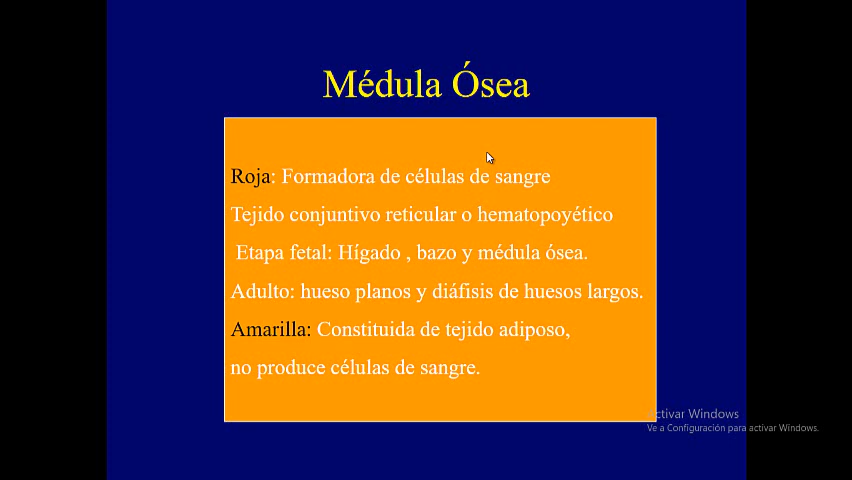 Médula Ósea
Roja: Formadora de células de sangre
Tejido conjuntivo reticular o hematopoyético
Etapa fetal: Hígado , bazo y médula ósea.
Adulto: hueso planos y diáfisis de huesos largos.
Amarilla: Constituida de tejido adiposo,
no produce células de sangre.
Activar Windows
Ve a Configuración para activar Windows.